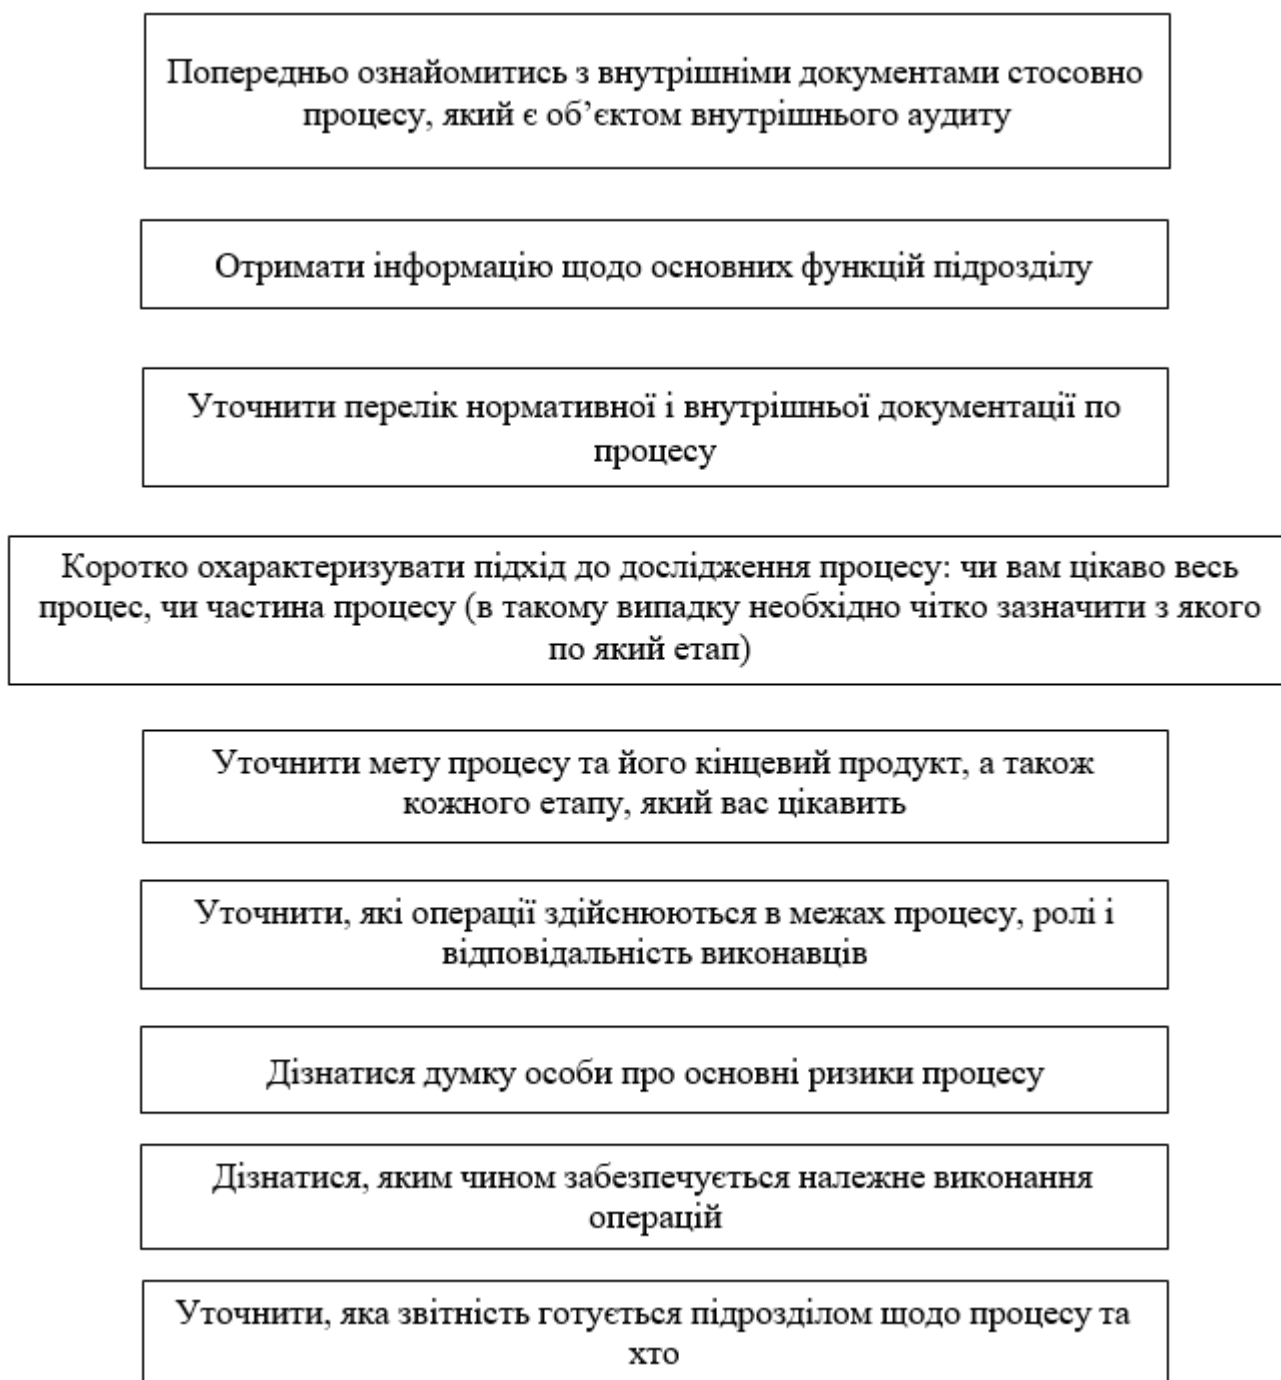 Попередньо ознайомитись з внутрішніми документами стосовно
процесу, який є об’єктом внутрішнього аудиту
Отримати інформацію щодо основних функцій підрозділу
Уточнити перелік нормативної і внутрішньої документації по
процесу
Коротко охарактеризувати підхід до дослідження процесу: чи вам цікаво весь
процес, чи частина процесу (в такому випадку необхідно чітко зазначити з якого
по який етап)
Уточнити мету процесу та його кінцевий продукт, а також
кожного етапу, який вас цікавить
Уточнити, які операції здійснюються в межах процесу, ролі і
відповідальність виконавців
Дізнатися думку особи про основні ризики процесу
Дізнатися, яким чином забезпечується належне виконання
операцій
Уточнити, яка звітність готується підрозділом щодо процесу та
хто